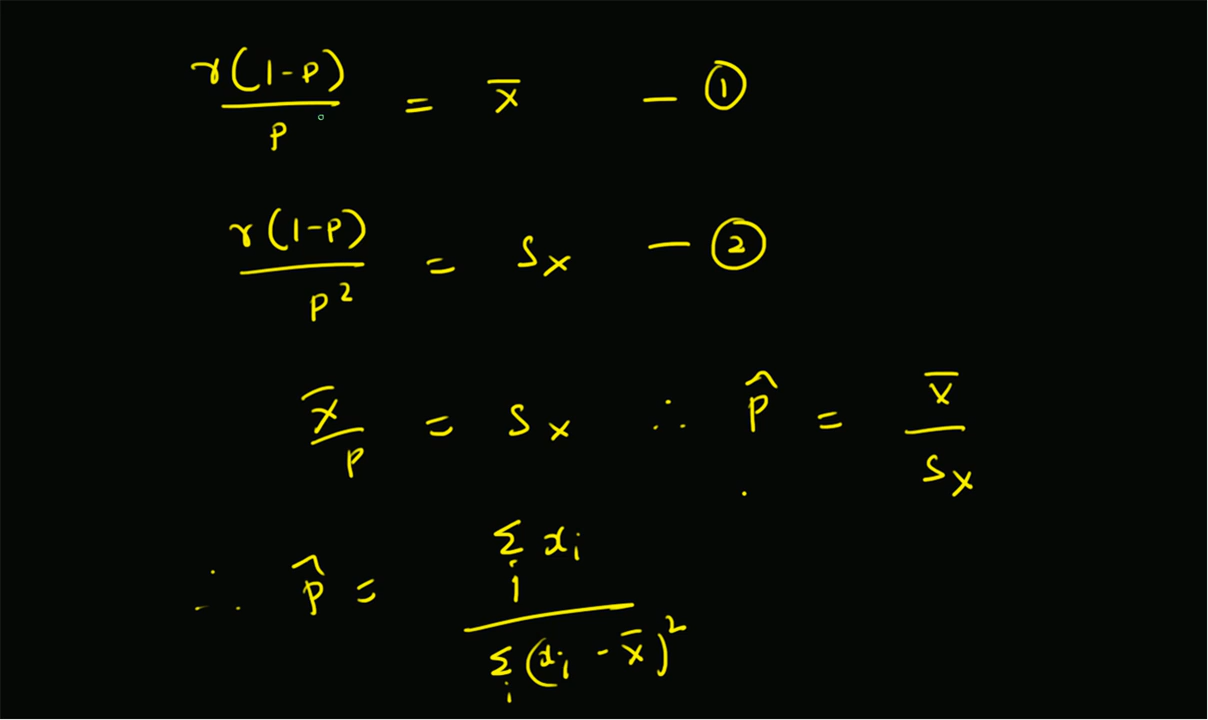 r(1-p)/p = x̄ — ①
r(1-p)/p² = Sx — ②
x̄/p = Sx ∴ p̂ = x̄/Sx
∴ p̂ = Σi xi / Σi (xi - x̄)²